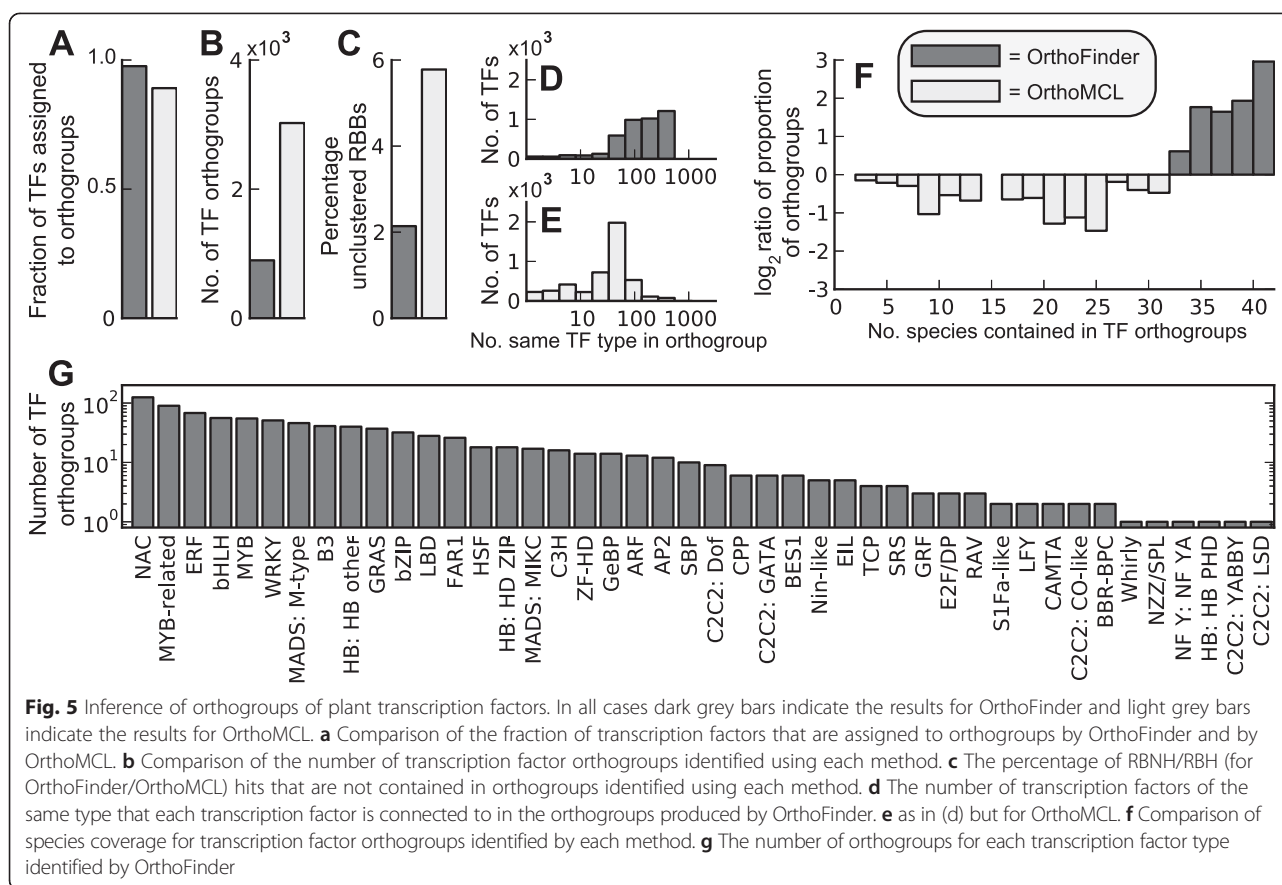 A
Fraction of TFs assigned
to orthogroups
1.0
0.5
0
B
×10³
No. of TF orthogroups
4
2
0
C
Percentage
unclustered RBBs
6
4
2
0
D
×10³
No. of TFs
2
1
0
10 100 1000
E
×10³
No. of TFs
2
1
0
10 100 1000
No. same TF type in orthogroup
F
= OrthoFinder
= OrthoMCL
log₂ ratio of proportion
of orthogroups
3
2
1
0
-1
-2
-3
0 5 10 15 20 25 30 35 40
No. species contained in TF orthogroups
G
Number of TF
orthogroups
10²
10¹
10⁰
NAC
MYB-related
ERF
bHLH
MYB
WRKY
MADS: M-type
B3
HB: HB other
GRAS
bZIP
LBD
FAR1
HSF
HB: HD ZIP
MADS: MIKC
C3H
ZF-HD
GeBP
ARF
AP2
SBP
C2C2: Dof
CPP
C2C2: GATA
BES1
Nin-like
EIL
TCP
SRS
GRF
E2F/DP
RAV
S1Fa-like
LFY
CAMTA
C2C2: CO-like
BBR-BPC
Whirly
NZZ/SPL
NF Y: NF YA
HB: HB PHD
C2C2: YABBY
C2C2: LSD
Fig. 5 Inference of orthogroups of plant transcription factors. In all cases dark grey bars indicate the results for OrthoFinder and light grey bars
indicate the results for OrthoMCL. a Comparison of the fraction of transcription factors that are assigned to orthogroups by OrthoFinder and by
OrthoMCL. b Comparison of the number of transcription factor orthogroups identified using each method. c The percentage of RBNH/RBH (for
OrthoFinder/OrthoMCL) hits that are not contained in orthogroups identified using each method. d The number of transcription factors of the
same type that each transcription factor is connected to in the orthogroups produced by OrthoFinder. e as in (d) but for OrthoMCL. f Comparison of
species coverage for transcription factor orthogroups identified by each method. g The number of orthogroups for each transcription factor type
identified by OrthoFinder